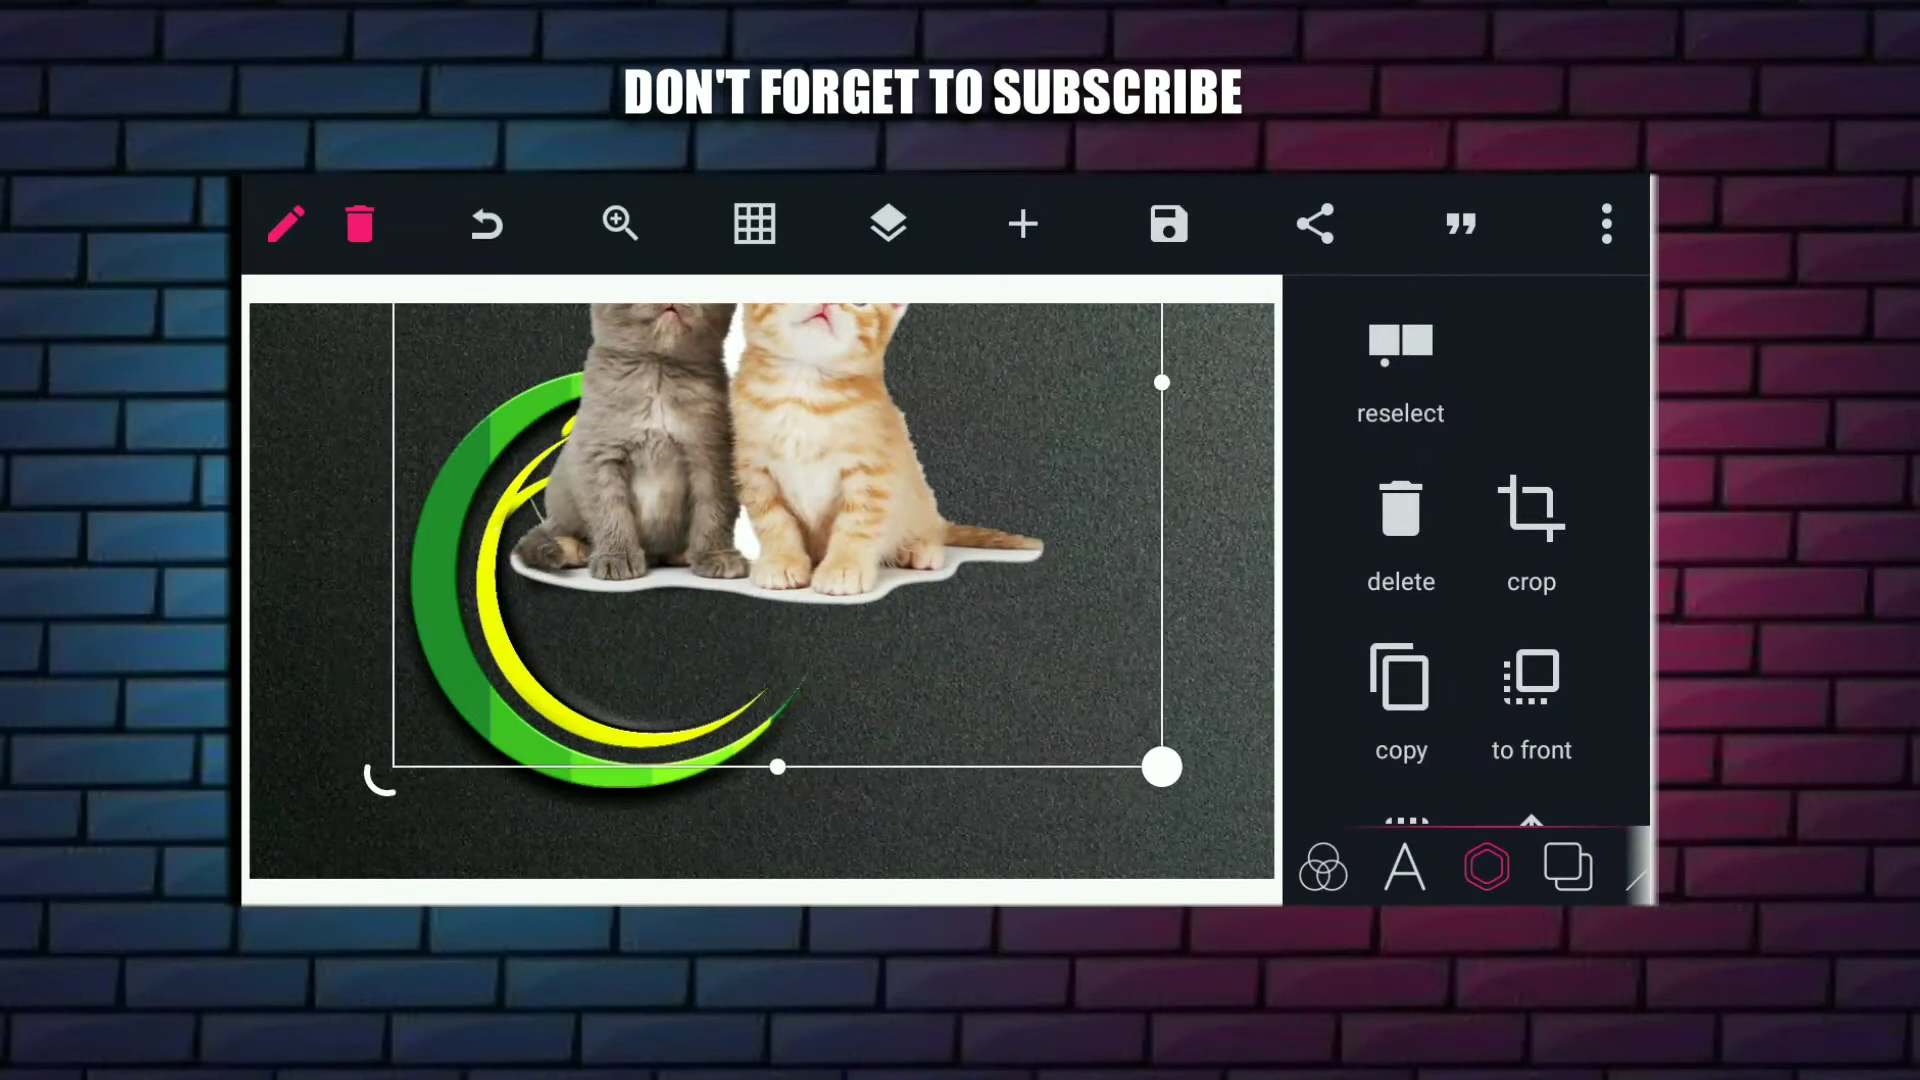 DON'T FORGET TO SUBSCRIBE
reselect
delete
crop
copy
to front